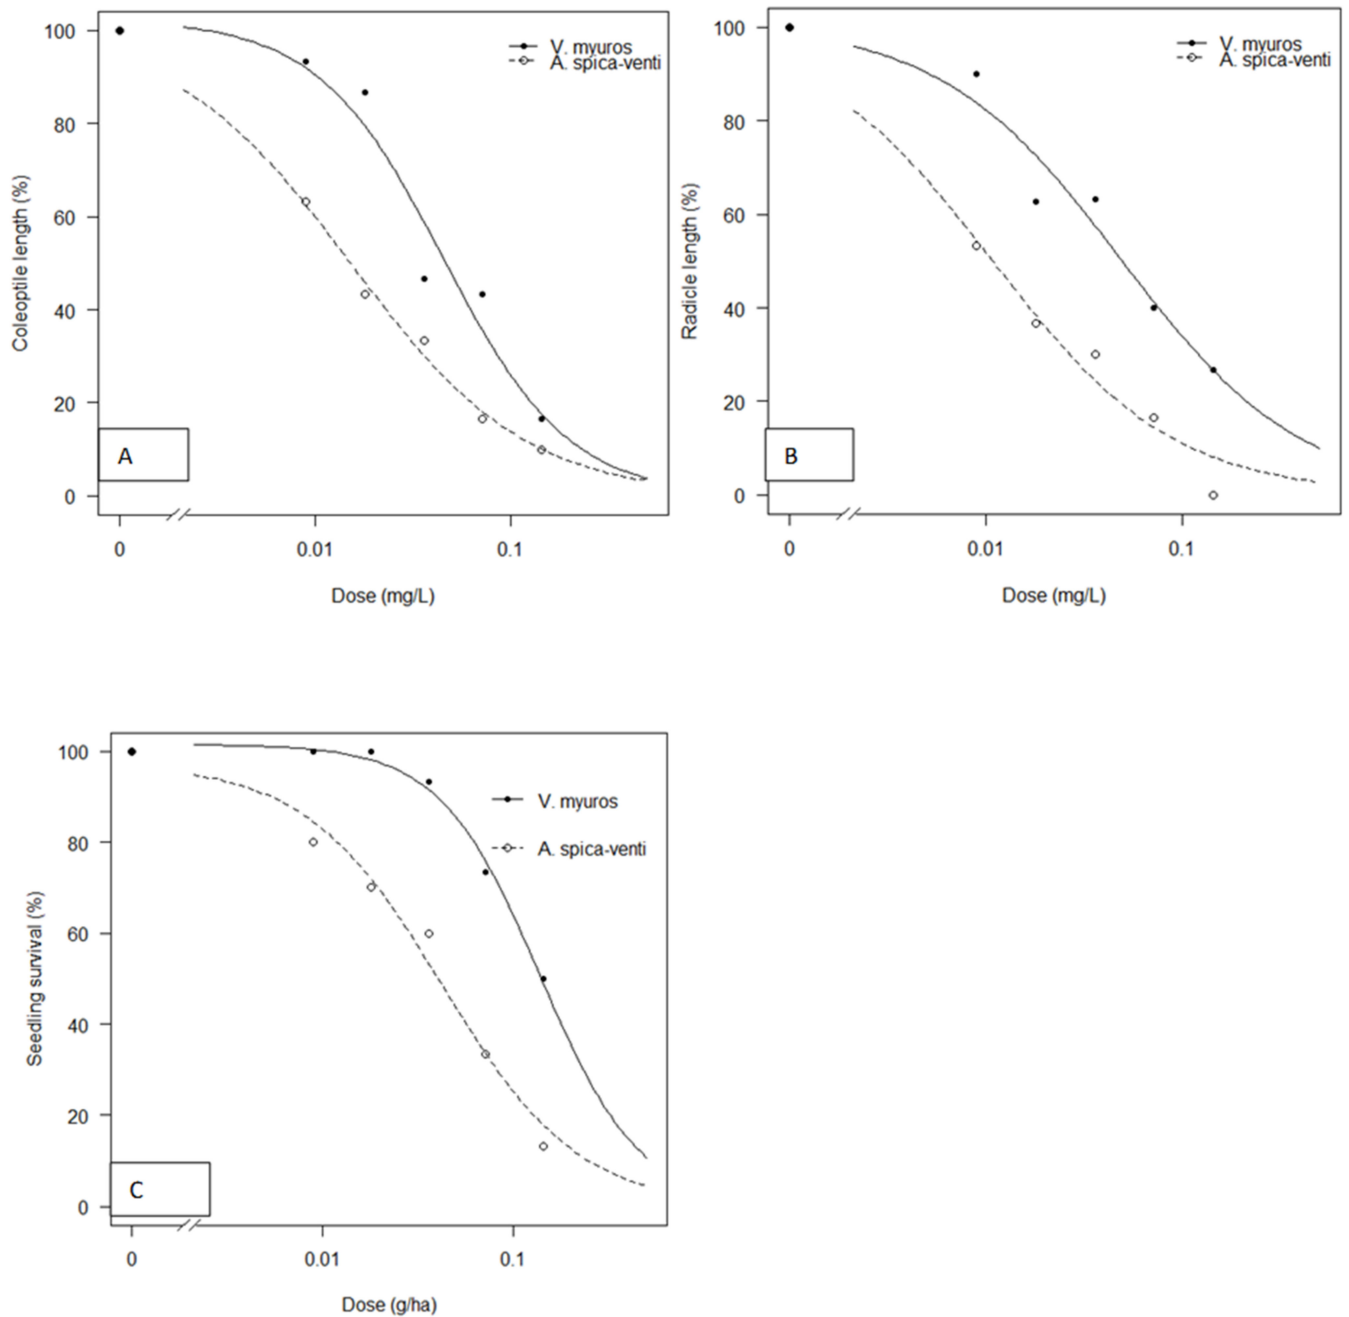 V. myuros
A. spica-venti
Coleoptile length (%)
100
80
60
40
20
0
A
0
0.01
0.1
Dose (mg/L)
V. myuros
A. spica-venti
Radicle length (%)
100
80
60
40
20
0
B
0
0.01
0.1
Dose (mg/L)
V. myuros
A. spica-venti
Seedling survival (%)
100
80
60
40
20
0
C
0
0.01
0.1
Dose (g/ha)